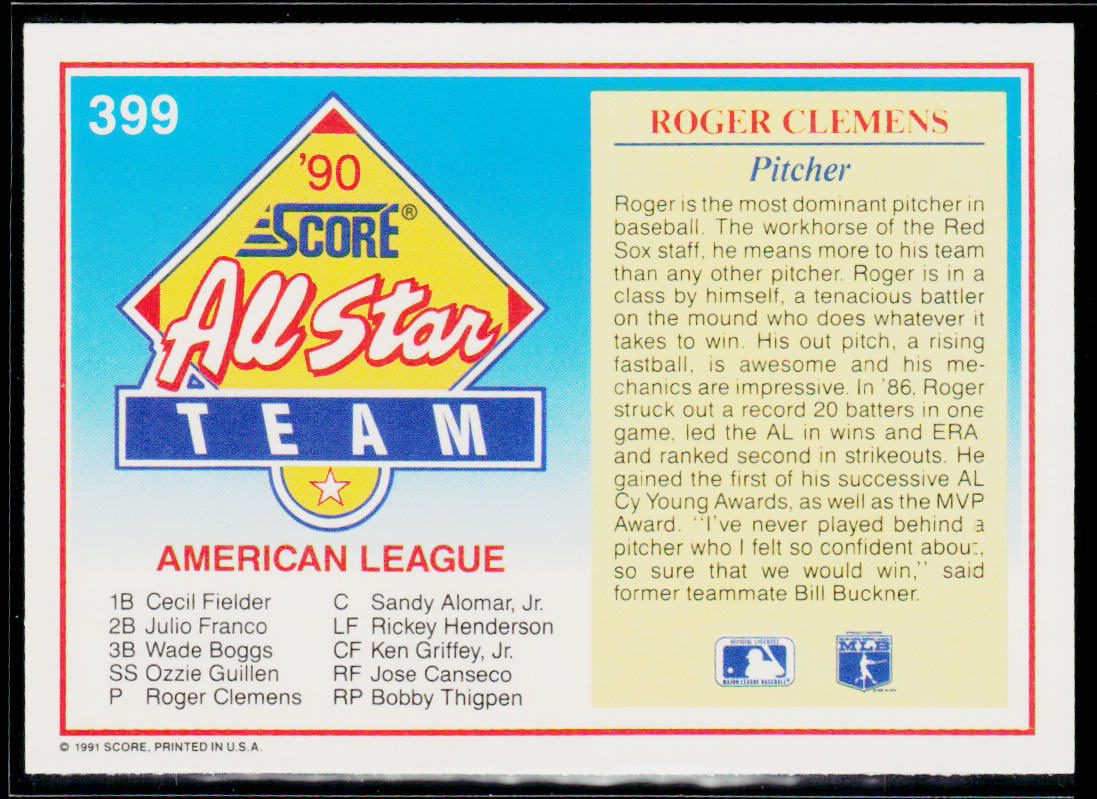 399
'90
SCORE®
All Star
TEAM
AMERICAN LEAGUE
1B Cecil Fielder
2B Julio Franco
3B Wade Boggs
SS Ozzie Guillen
P Roger Clemens
C Sandy Alomar, Jr.
LF Rickey Henderson
CF Ken Griffey, Jr.
RF Jose Canseco
RP Bobby Thigpen
ROGER CLEMENS
Pitcher
Roger is the most dominant pitcher in
baseball. The workhorse of the Red
Sox staff, he means more to his team
than any other pitcher. Roger is in a
class by himself, a tenacious battler
on the mound who does whatever it
takes to win. His out pitch, a rising
fastball, is awesome and his me-
chanics are impressive. In '86, Roger
struck out a record 20 batters in one
game, led the AL in wins and ERA
and ranked second in strikeouts. He
gained the first of his successive AL
Cy Young Awards, as well as the MVP
Award. "I've never played behind a
pitcher who I felt so confident about,
so sure that we would win," said
former teammate Bill Buckner.
OFFICIAL LICENSEE
MAJOR LEAGUE BASEBALL
MLB
© 1991 SCORE, PRINTED IN U.S.A.